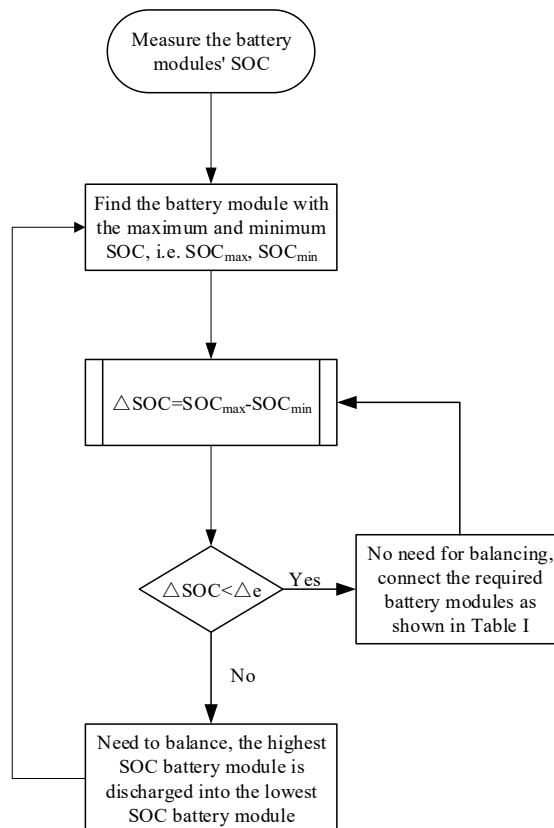 Measure the battery
modules' SOC
Find the battery module with
the maximum and minimum
SOC, i.e. SOCmax, SOCmin
△SOC=SOCmax-SOCmin
△SOC<△e
Yes
No need for balancing,
connect the required
battery modules as
shown in Table I
No
Need to balance, the highest
SOC battery module is
discharged into the lowest
SOC battery module